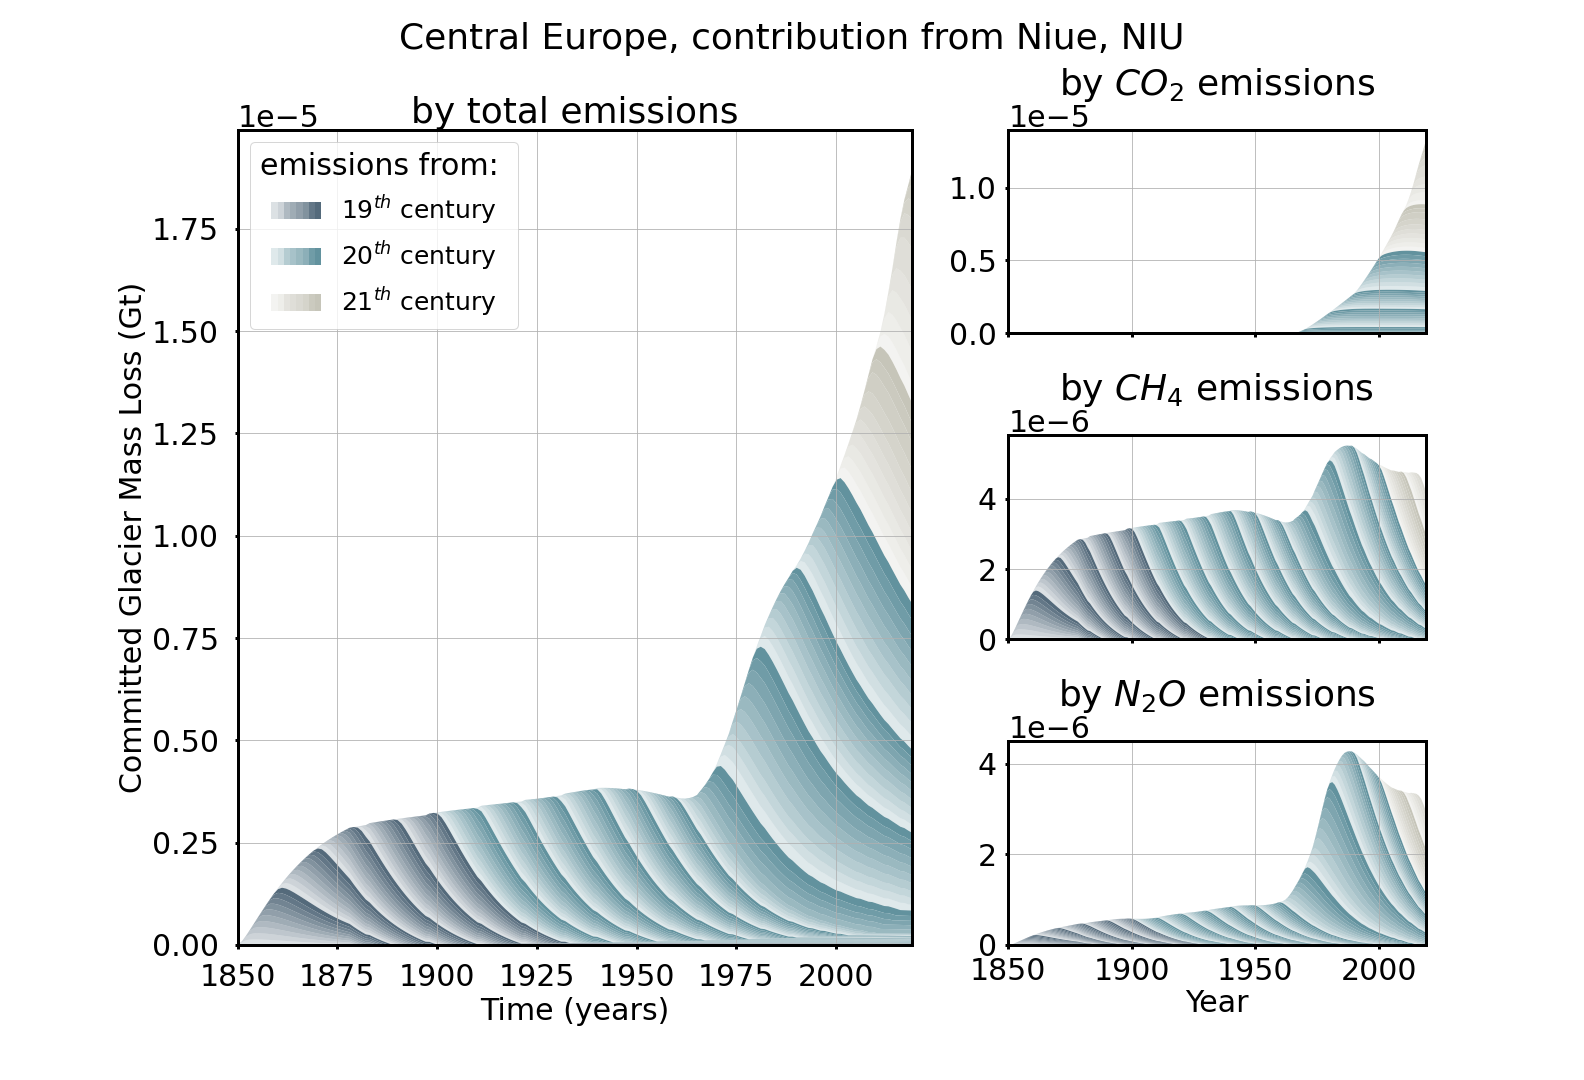 Central Europe, contribution from Niue, NIU
by total emissions
1e−5
emissions from:
19th century
20th century
21th century
1.75
1.50
1.25
1.00
0.75
0.50
0.25
0.00
Committed Glacier Mass Loss (Gt)
1850 1875 1900 1925 1950 1975 2000
Time (years)
by CO2 emissions
1e−5
1.0
0.5
0.0
by CH4 emissions
1e−6
4
2
0
by N2O emissions
1e−6
4
2
0
1850 1900 1950 2000
Year